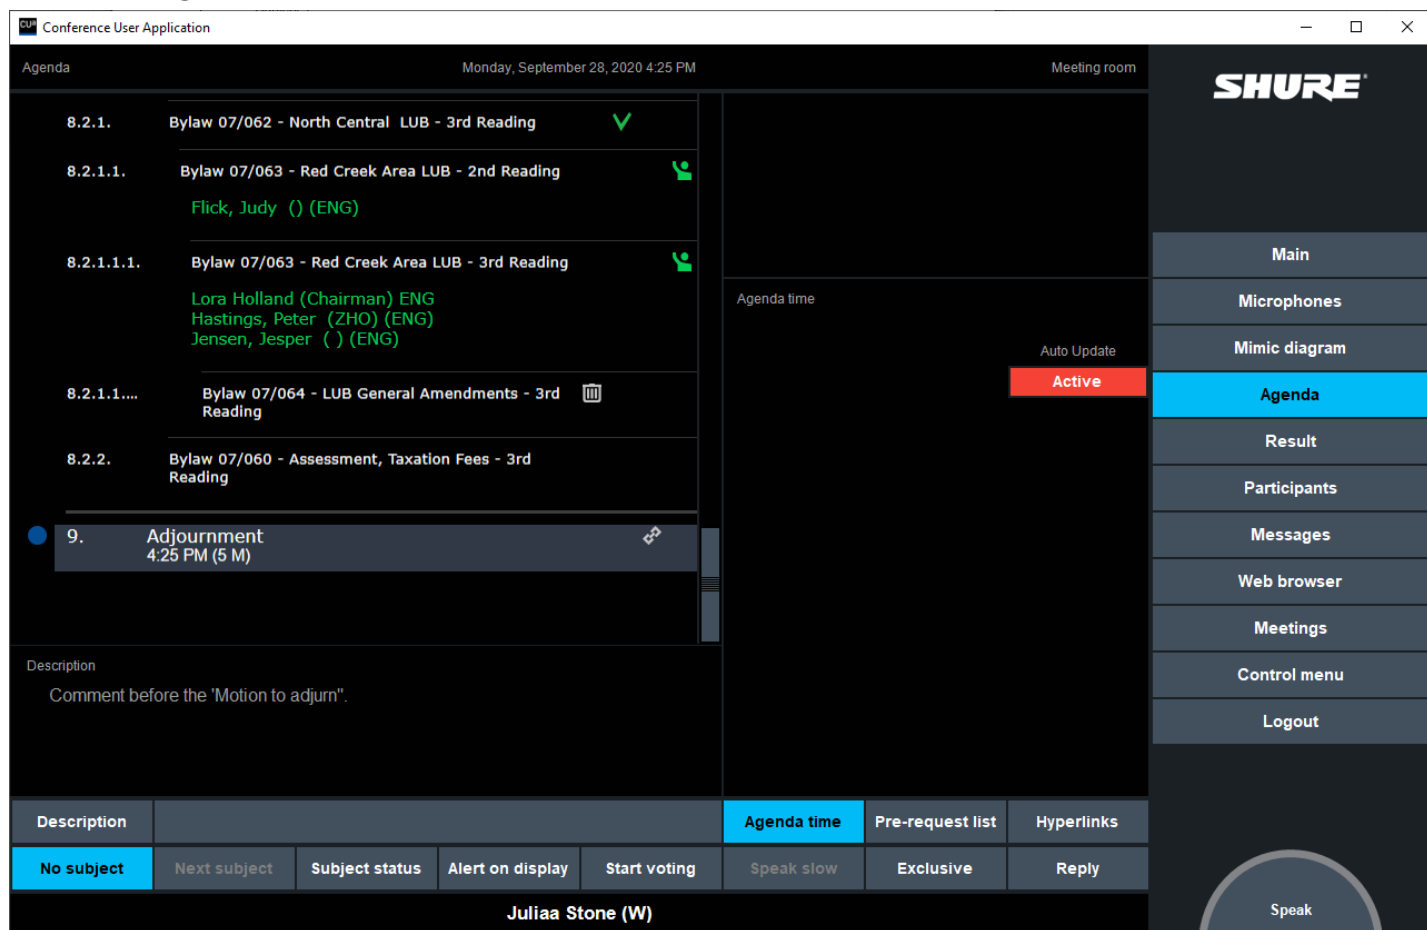 CUa Conference User Application
Agenda
Monday, September 28, 2020 4:25 PM
Meeting room
SHURE
8.2.1. Bylaw 07/062 - North Central LUB - 3rd Reading
8.2.1.1. Bylaw 07/063 - Red Creek Area LUB - 2nd Reading
Flick, Judy () (ENG)
8.2.1.1.1. Bylaw 07/063 - Red Creek Area LUB - 3rd Reading
Lora Holland (Chairman) ENG
Hastings, Peter (ZHO) (ENG)
Jensen, Jesper ( ) (ENG)
8.2.1.1.... Bylaw 07/064 - LUB General Amendments - 3rd
Reading
8.2.2. Bylaw 07/060 - Assessment, Taxation Fees - 3rd
Reading
9. Adjournment
4:25 PM (5 M)
Description
Comment before the 'Motion to adjurn".
Agenda time
Auto Update
Active
Main
Microphones
Mimic diagram
Agenda
Result
Participants
Messages
Web browser
Meetings
Control menu
Logout
Description
Agenda time
Pre-request list
Hyperlinks
No subject
Next subject
Subject status
Alert on display
Start voting
Speak slow
Exclusive
Reply
Juliaa Stone (W)
Speak